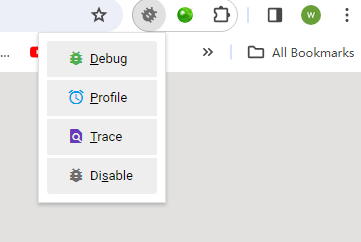 w
...
»
All Bookmarks
Debug
Profile
Trace
Disable